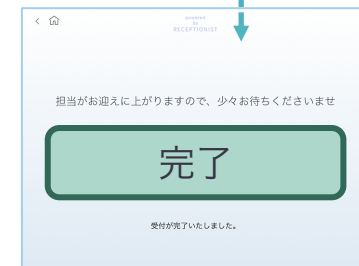 powered
by
RECEPTIONIST
担当がお迎えに上がりますので、少々お待ちくださいませ
完了
受付が完了いたしました。